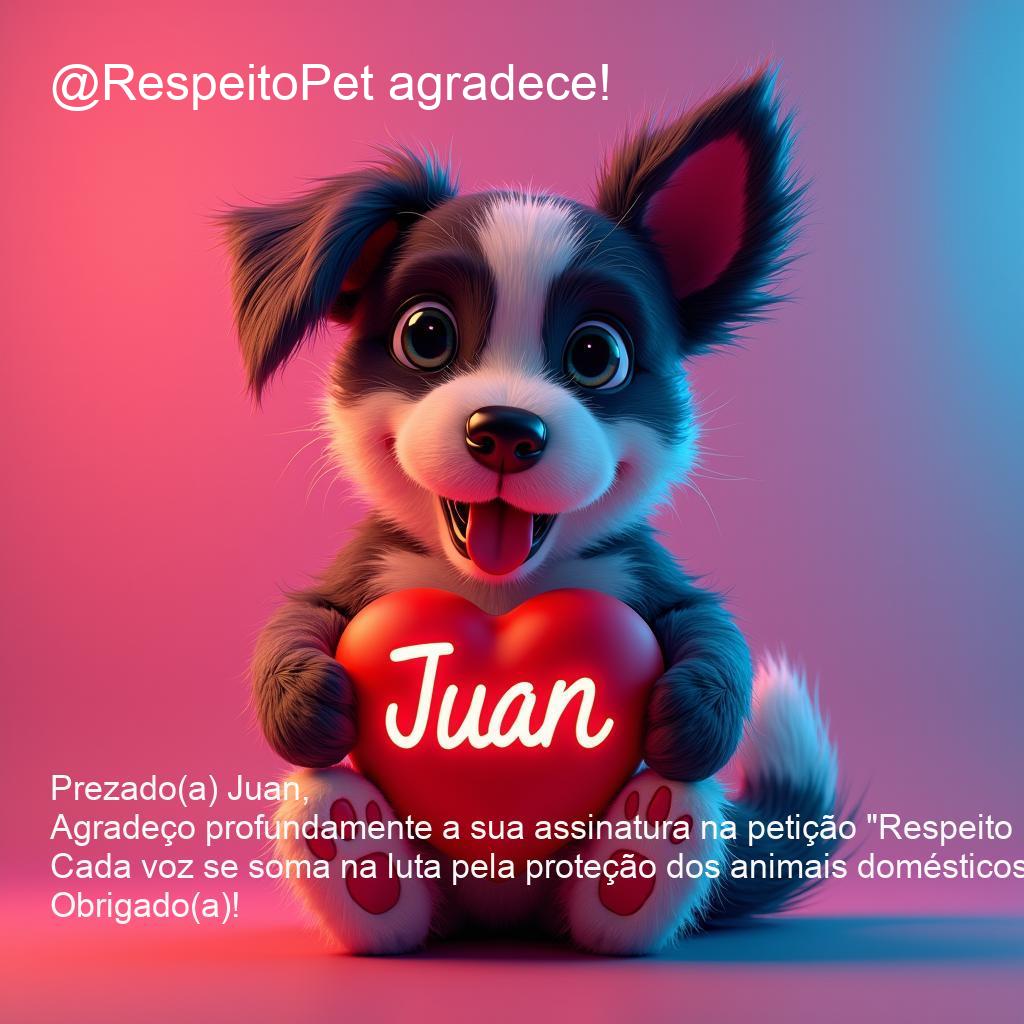 @RespeitoPet agradece!
Juan
Prezado(a) Juan,
Agradeço profundamente a sua assinatura na petição "Respeito
Cada voz se soma na luta pela proteção dos animais domésticos
Obrigado(a)!